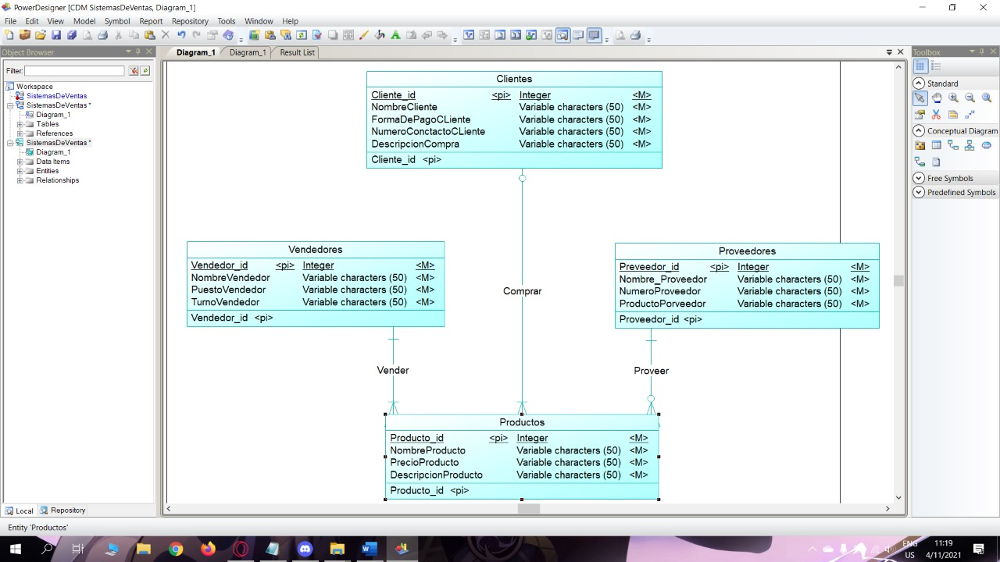 PowerDesigner [CDM SistemasDeVentas, Diagram_1]
File Edit View Model Symbol Report Repository Tools Window Help
Object Browser
Filter:
Workspace
SistemasDeVentas
SistemasDeVentas *
Diagram_1
Tables
References
SistemasDeVentas *
Diagram_1
Data Items
Entities
Relationships
Local Repository
Diagram_1 Diagram_1 Result List
Clientes
Cliente_id <pi> Integer <M>
NombreCliente Variable characters (50) <M>
FormaDePagoCLiente Variable characters (50) <M>
NumeroConctactoCLiente Variable characters (50) <M>
DescripcionCompra Variable characters (50) <M>
Cliente_id <pi>
Vendedores
Vendedor_id <pi> Integer <M>
NombreVendedor Variable characters (50) <M>
PuestoVendedor Variable characters (50) <M>
TurnoVendedor Variable characters (50) <M>
Vendedor_id <pi>
Comprar
Proveedores
Preveedor_id <pi> Integer <M>
Nombre_Proveedor Variable characters (50) <M>
NumeroProveedor Variable characters (50) <M>
ProductoPorveedor Variable characters (50) <M>
Proveedor_id <pi>
Vender
Proveer
Productos
Producto_id <pi> Integer <M>
NombreProducto Variable characters (50) <M>
PrecioProducto Variable characters (50) <M>
DescripcionProducto Variable characters (50) <M>
Producto_id <pi>
Toolbox
Standard
Conceptual Diagram
Free Symbols
Predefined Symbols
Entity 'Productos'
ENG
US
11:19
4/11/2021